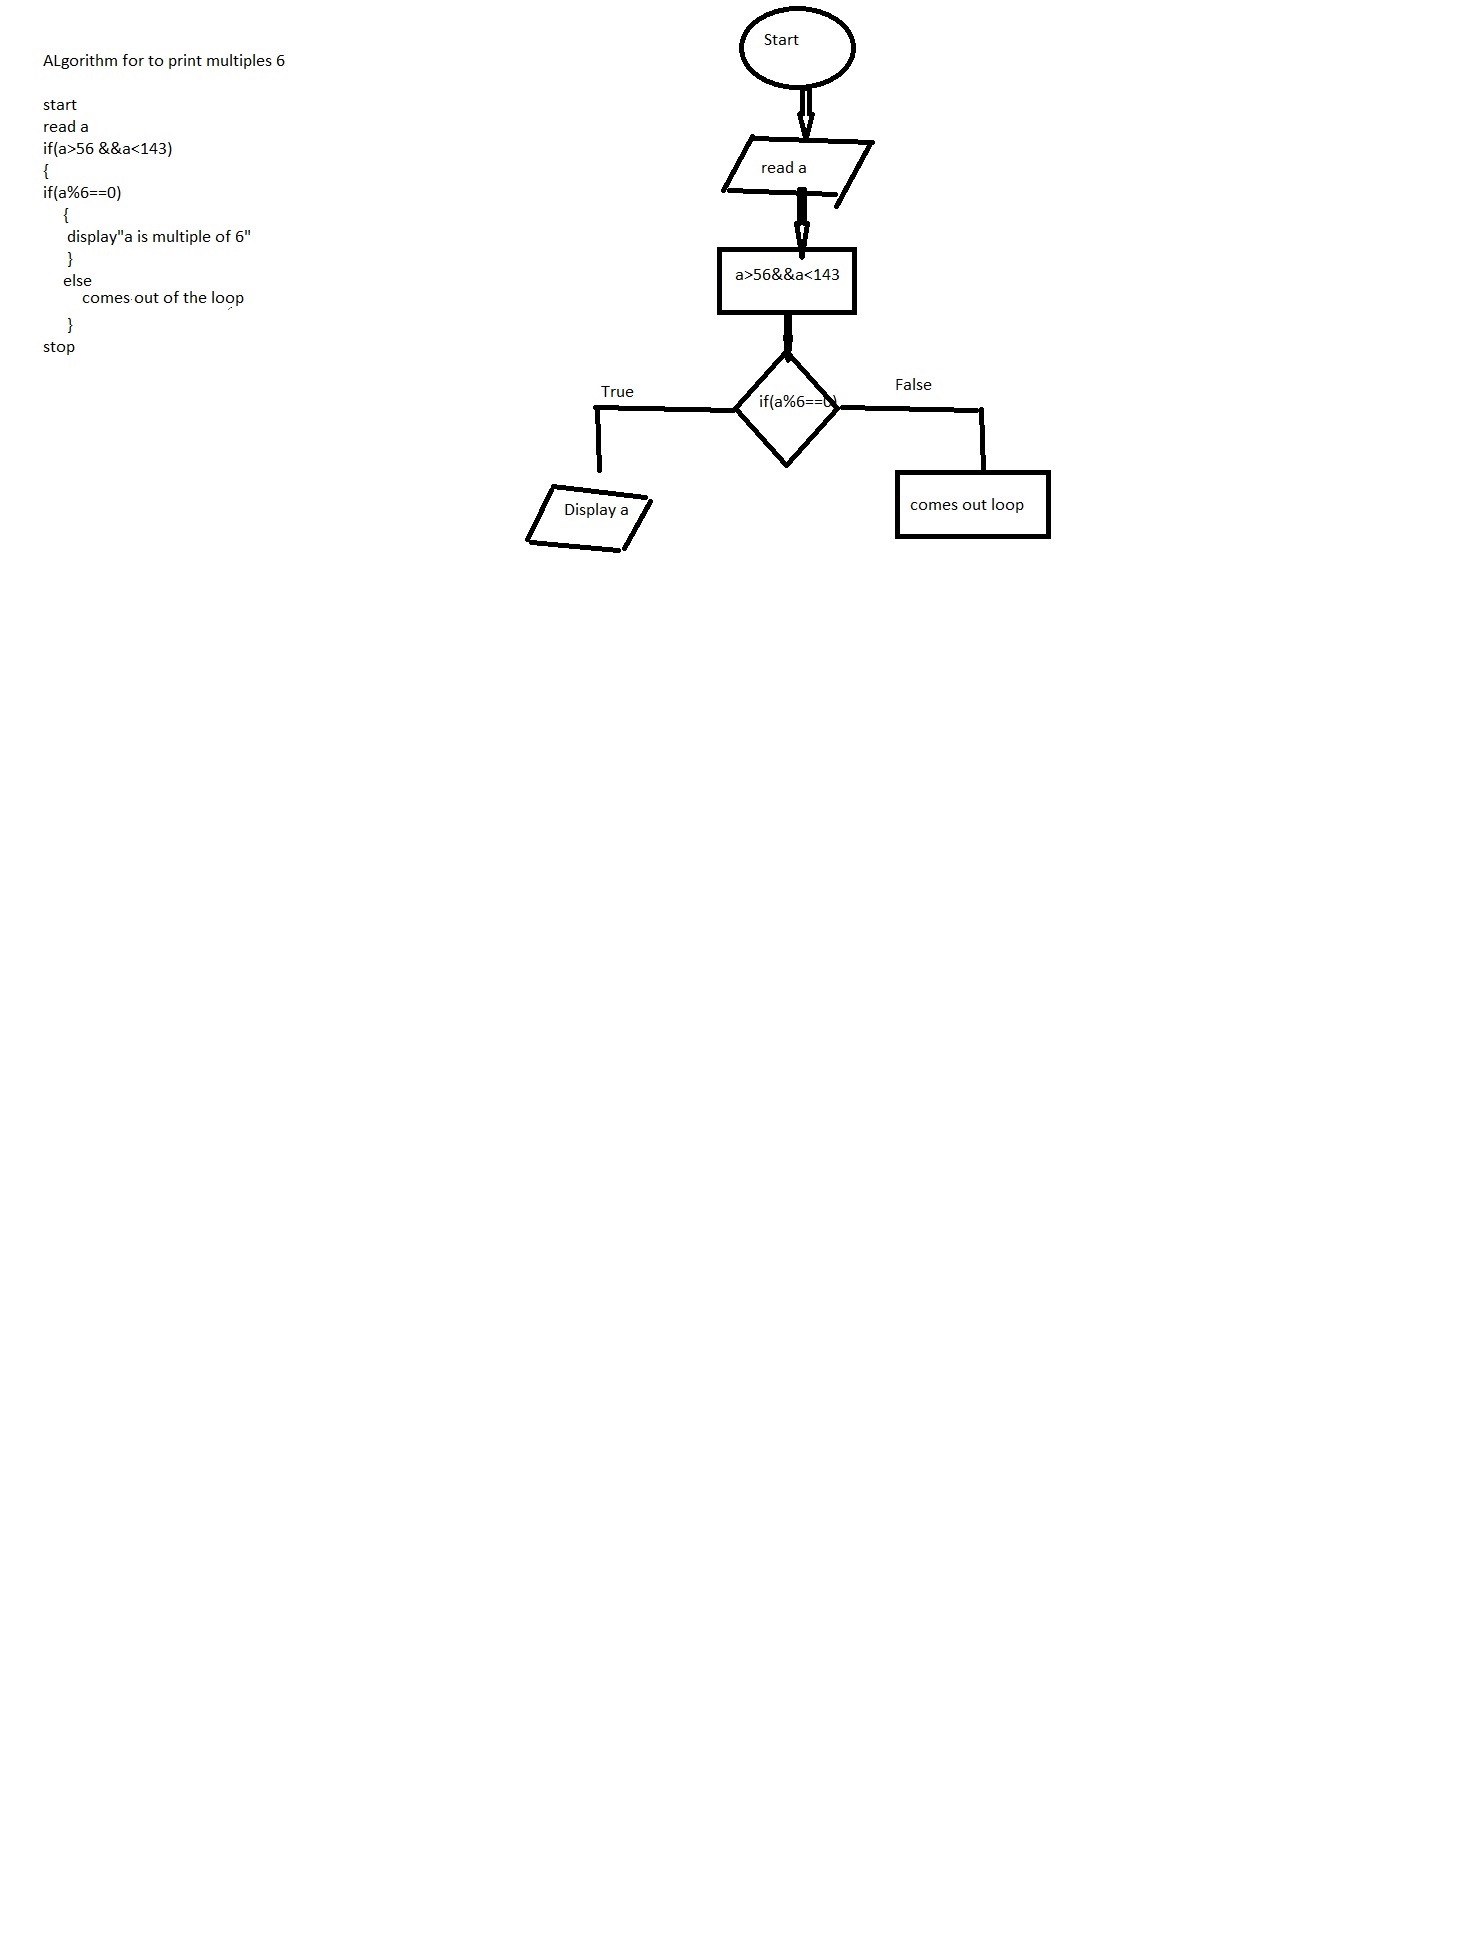 ALgorithm for to print multiples 6
start
read a
if(a>56 &&a<143)
{
if(a%6==0)
{
display"a is multiple of 6"
}
else
comes out of the loop
}
stop
Start
read a
a>56&&a<143
if(a%6==0)
True
False
Display a
comes out loop